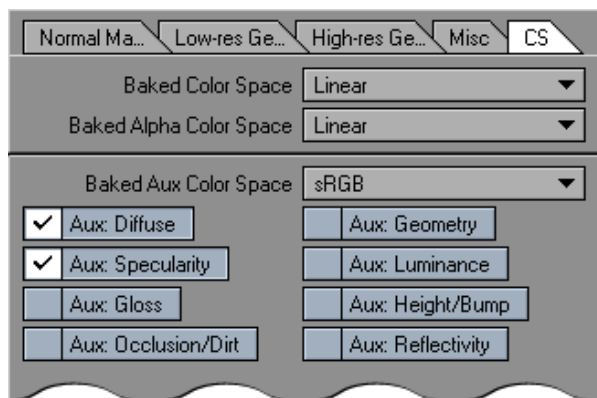 Normal Ma... Low-res Ge... High-res Ge... Misc CS
Baked Color Space Linear
Baked Alpha Color Space Linear
Baked Aux Color Space sRGB
Aux: Diffuse Aux: Geometry
Aux: Specularity Aux: Luminance
Aux: Gloss Aux: Height/Bump
Aux: Occlusion/Dirt Aux: Reflectivity